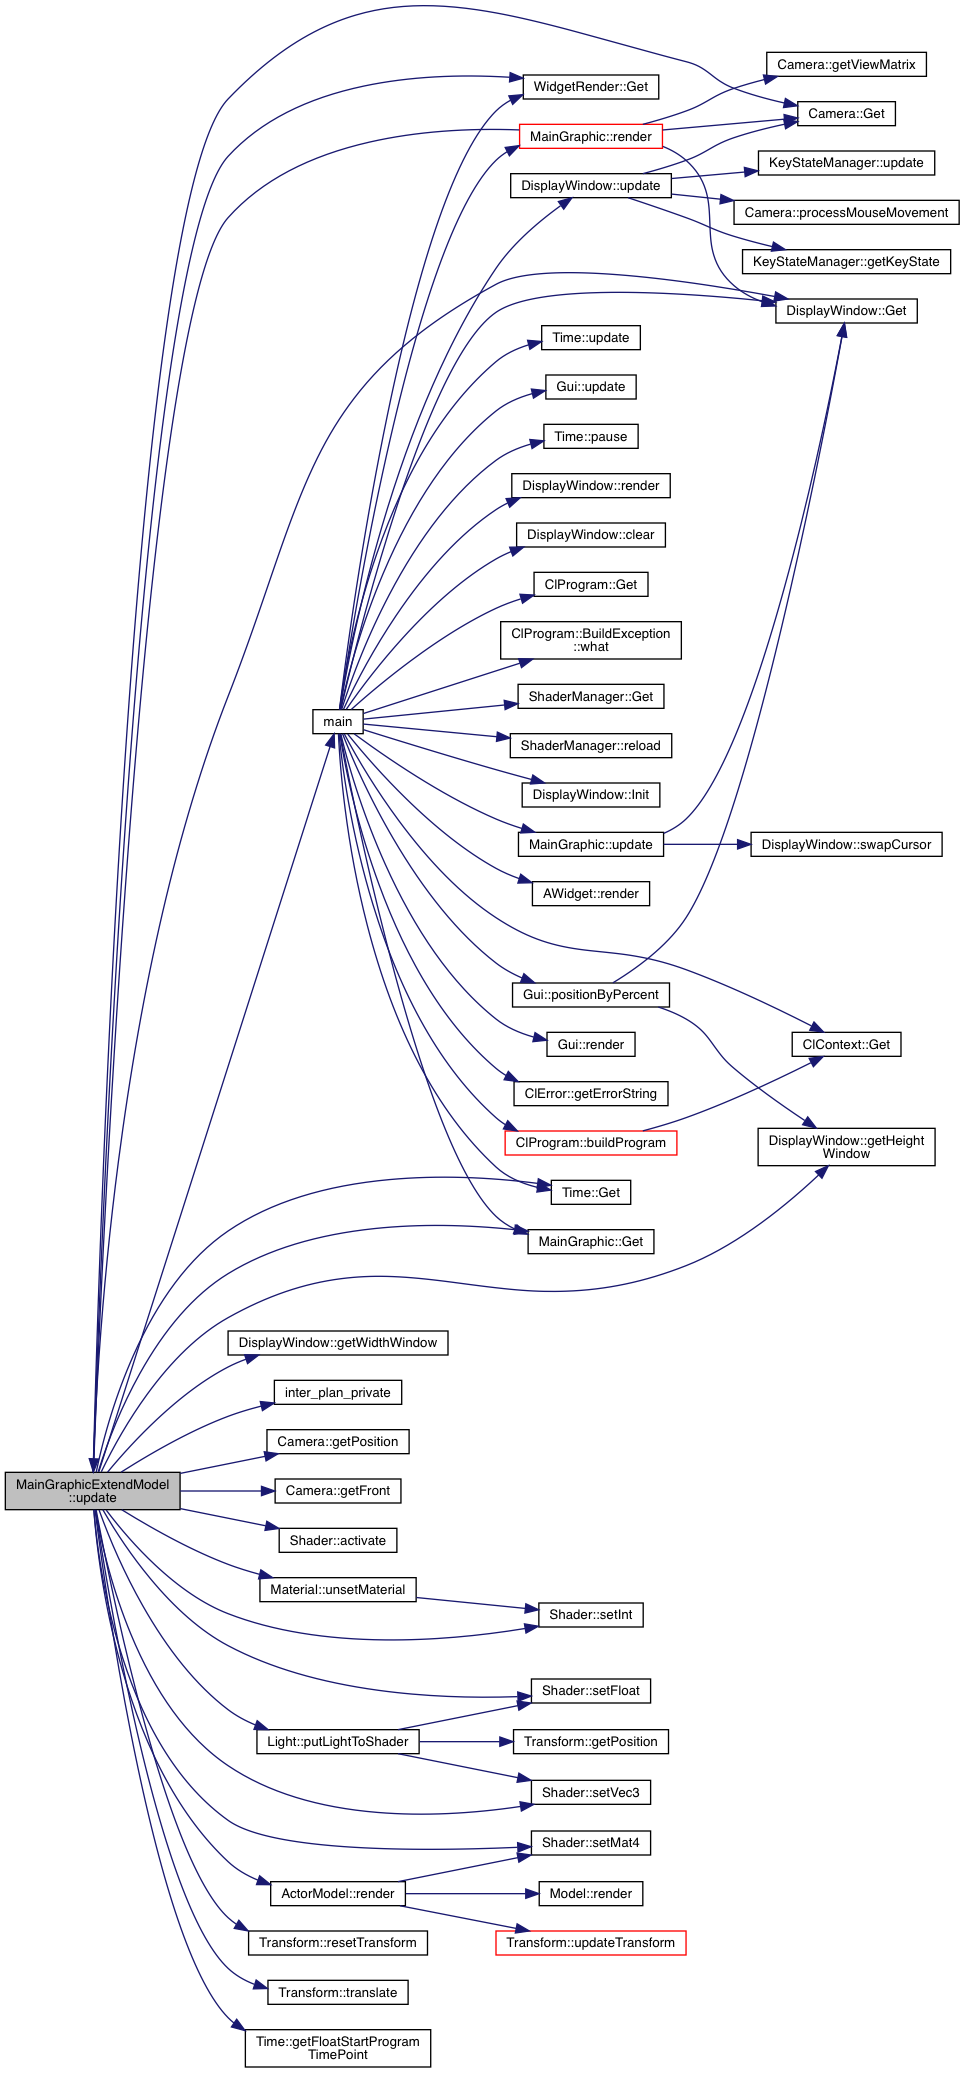 Camera::getViewMatrix
WidgetRender::Get
Camera::Get
MainGraphic::render
KeyStateManager::update
DisplayWindow::update
Camera::processMouseMovement
KeyStateManager::getKeyState
DisplayWindow::Get
Time::update
Gui::update
Time::pause
DisplayWindow::render
DisplayWindow::clear
ClProgram::Get
ClProgram::BuildException
::what
ShaderManager::Get
main
ShaderManager::reload
DisplayWindow::Init
MainGraphic::update
DisplayWindow::swapCursor
AWidget::render
Gui::positionByPercent
Gui::render
ClContext::Get
ClError::getErrorString
ClProgram::buildProgram
DisplayWindow::getHeight
Window
Time::Get
MainGraphic::Get
DisplayWindow::getWidthWindow
inter_plan_private
Camera::getPosition
MainGraphicExtendModel
::update
Camera::getFront
Shader::activate
Material::unsetMaterial
Shader::setInt
Shader::setFloat
Light::putLightToShader
Transform::getPosition
Shader::setVec3
Shader::setMat4
ActorModel::render
Model::render
Transform::resetTransform
Transform::updateTransform
Transform::translate
Time::getFloatStartProgram
TimePoint